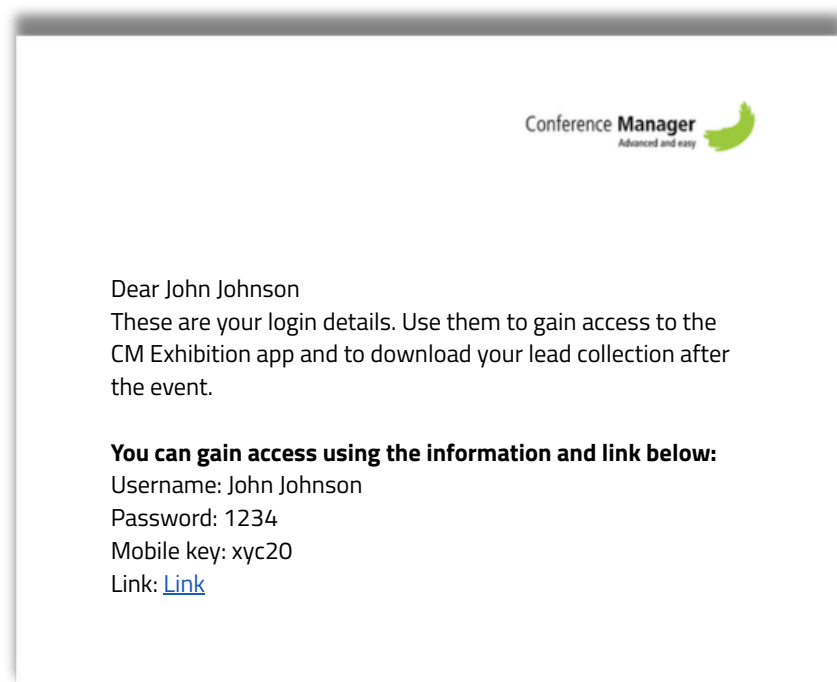 Conference Manager
Advanced and easy
Dear John Johnson
These are your login details. Use them to gain access to the
CM Exhibition app and to download your lead collection after
the event.
You can gain access using the information and link below:
Username: John Johnson
Password: 1234
Mobile key: xyc20
Link: Link